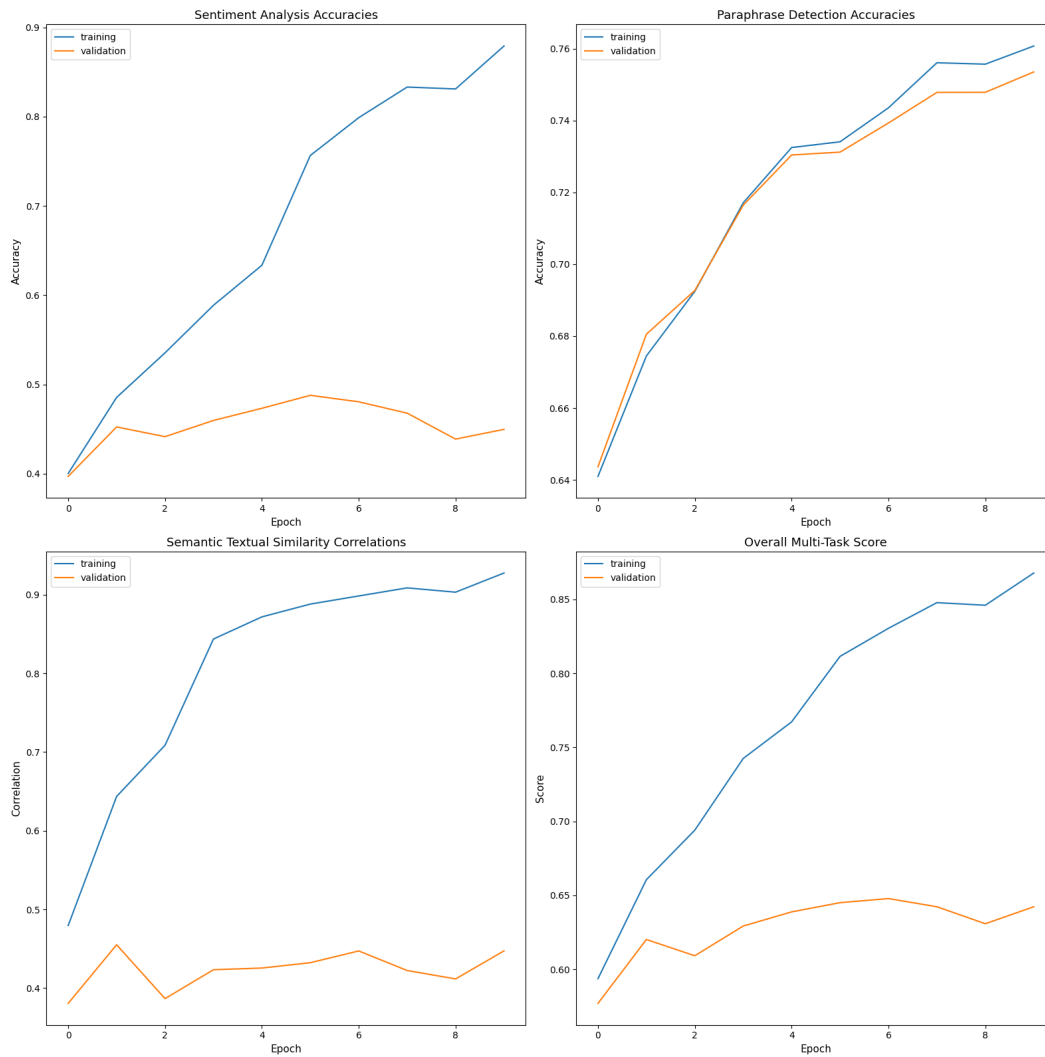 Sentiment Analysis Accuracies
training
validation
0.9
0.8
0.7
0.6
0.5
0.4
Accuracy
0 2 4 6 8
Epoch
Paraphrase Detection Accuracies
training
validation
0.76
0.74
0.72
0.70
0.68
0.66
0.64
Accuracy
0 2 4 6 8
Epoch
Semantic Textual Similarity Correlations
training
validation
0.9
0.8
0.7
0.6
0.5
0.4
Correlation
0 2 4 6 8
Epoch
Overall Multi-Task Score
training
validation
0.85
0.80
0.75
0.70
0.65
0.60
Score
0 2 4 6 8
Epoch